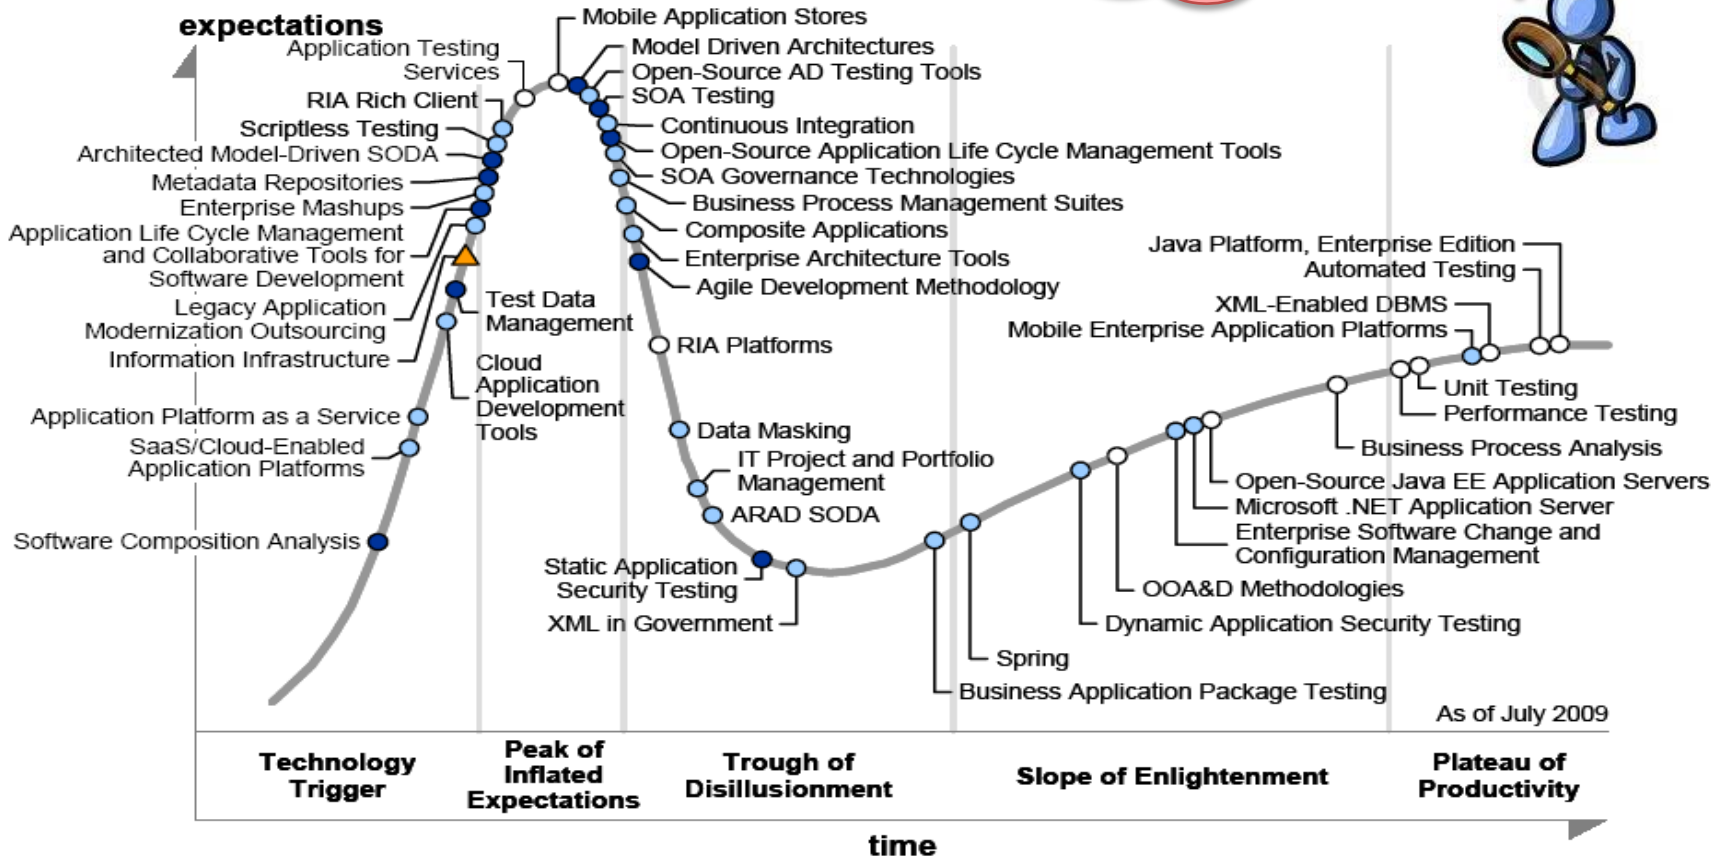 expectations
Mobile Application Stores
Application Testing
Services
Model Driven Architectures
Open-Source AD Testing Tools
RIA Rich Client
SOA Testing
Scriptless Testing
Continuous Integration
Architected Model-Driven SODA
Open-Source Application Life Cycle Management Tools
Metadata Repositories
SOA Governance Technologies
Enterprise Mashups
Business Process Management Suites
Application Life Cycle Management
and Collaborative Tools for
Software Development
Composite Applications
Enterprise Architecture Tools
Agile Development Methodology
Legacy Application
Modernization Outsourcing
Test Data
Management
Information Infrastructure
Cloud
Application
Development
Tools
RIA Platforms
Application Platform as a Service
SaaS/Cloud-Enabled
Application Platforms
Data Masking
IT Project and Portfolio
Management
ARAD SODA
Software Composition Analysis
Static Application
Security Testing
XML in Government
Java Platform, Enterprise Edition
Automated Testing
XML-Enabled DBMS
Mobile Enterprise Application Platforms
Unit Testing
Performance Testing
Business Process Analysis
Open-Source Java EE Application Servers
Microsoft .NET Application Server
Enterprise Software Change and
Configuration Management
OOA&D Methodologies
Dynamic Application Security Testing
Spring
Business Application Package Testing
As of July 2009
Technology
Trigger
Peak of
Inflated
Expectations
Trough of
Disillusionment
Slope of Enlightenment
Plateau of
Productivity
time